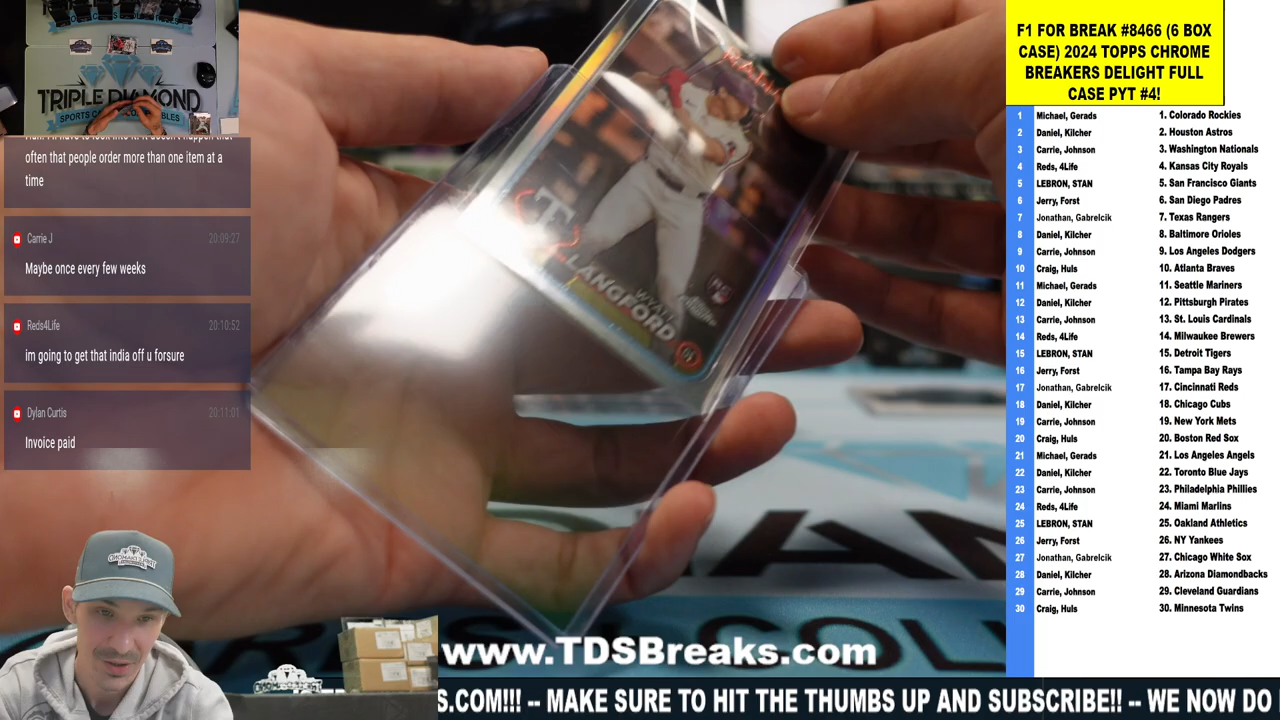 F1 FOR BREAK #8466 (6 BOX
CASE) 2024 TOPPS CHROME
BREAKERS DELIGHT FULL
CASE PYT #4!
1 Michael, Gerads 1. Colorado Rockies
2 Daniel, Kilcher 2. Houston Astros
3 Carrie, Johnson 3. Washington Nationals
4 Reds, 4Life 4. Kansas City Royals
5 LEBRON, STAN 5. San Francisco Giants
6 Jerry, Forst 6. San Diego Padres
7 Jonathan, Gabrelcik 7. Texas Rangers
8 Daniel, Kilcher 8. Baltimore Orioles
9 Carrie, Johnson 9. Los Angeles Dodgers
10 Craig, Huls 10. Atlanta Braves
11 Michael, Gerads 11. Seattle Mariners
12 Daniel, Kilcher 12. Pittsburgh Pirates
13 Carrie, Johnson 13. St. Louis Cardinals
14 Reds, 4Life 14. Milwaukee Brewers
15 LEBRON, STAN 15. Detroit Tigers
16 Jerry, Forst 16. Tampa Bay Rays
17 Jonathan, Gabrelcik 17. Cincinnati Reds
18 Daniel, Kilcher 18. Chicago Cubs
19 Carrie, Johnson 19. New York Mets
20 Craig, Huls 20. Boston Red Sox
21 Michael, Gerads 21. Los Angeles Angels
22 Daniel, Kilcher 22. Toronto Blue Jays
23 Carrie, Johnson 23. Philadelphia Phillies
24 Reds, 4Life 24. Miami Marlins
25 LEBRON, STAN 25. Oakland Athletics
26 Jerry, Forst 26. NY Yankees
27 Jonathan, Gabrelcik 27. Chicago White Sox
28 Daniel, Kilcher 28. Arizona Diamondbacks
29 Carrie, Johnson 29. Cleveland Guardians
30 Craig, Huls 30. Minnesota Twins
TRIPLE DIAMOND
SPORTS
often that people order more than one item at a
time
Carrie J 20:09:27
Maybe once every few weeks
Reds4Life 20:10:52
im going to get that india off u forsure
Dylan Curtis 20:11:01
Invoice paid
WYATT
LANGFORD
www.TDSBreaks.com
S.COM!!! -- MAKE SURE TO HIT THE THUMBS UP AND SUBSCRIBE!! -- WE NOW DO